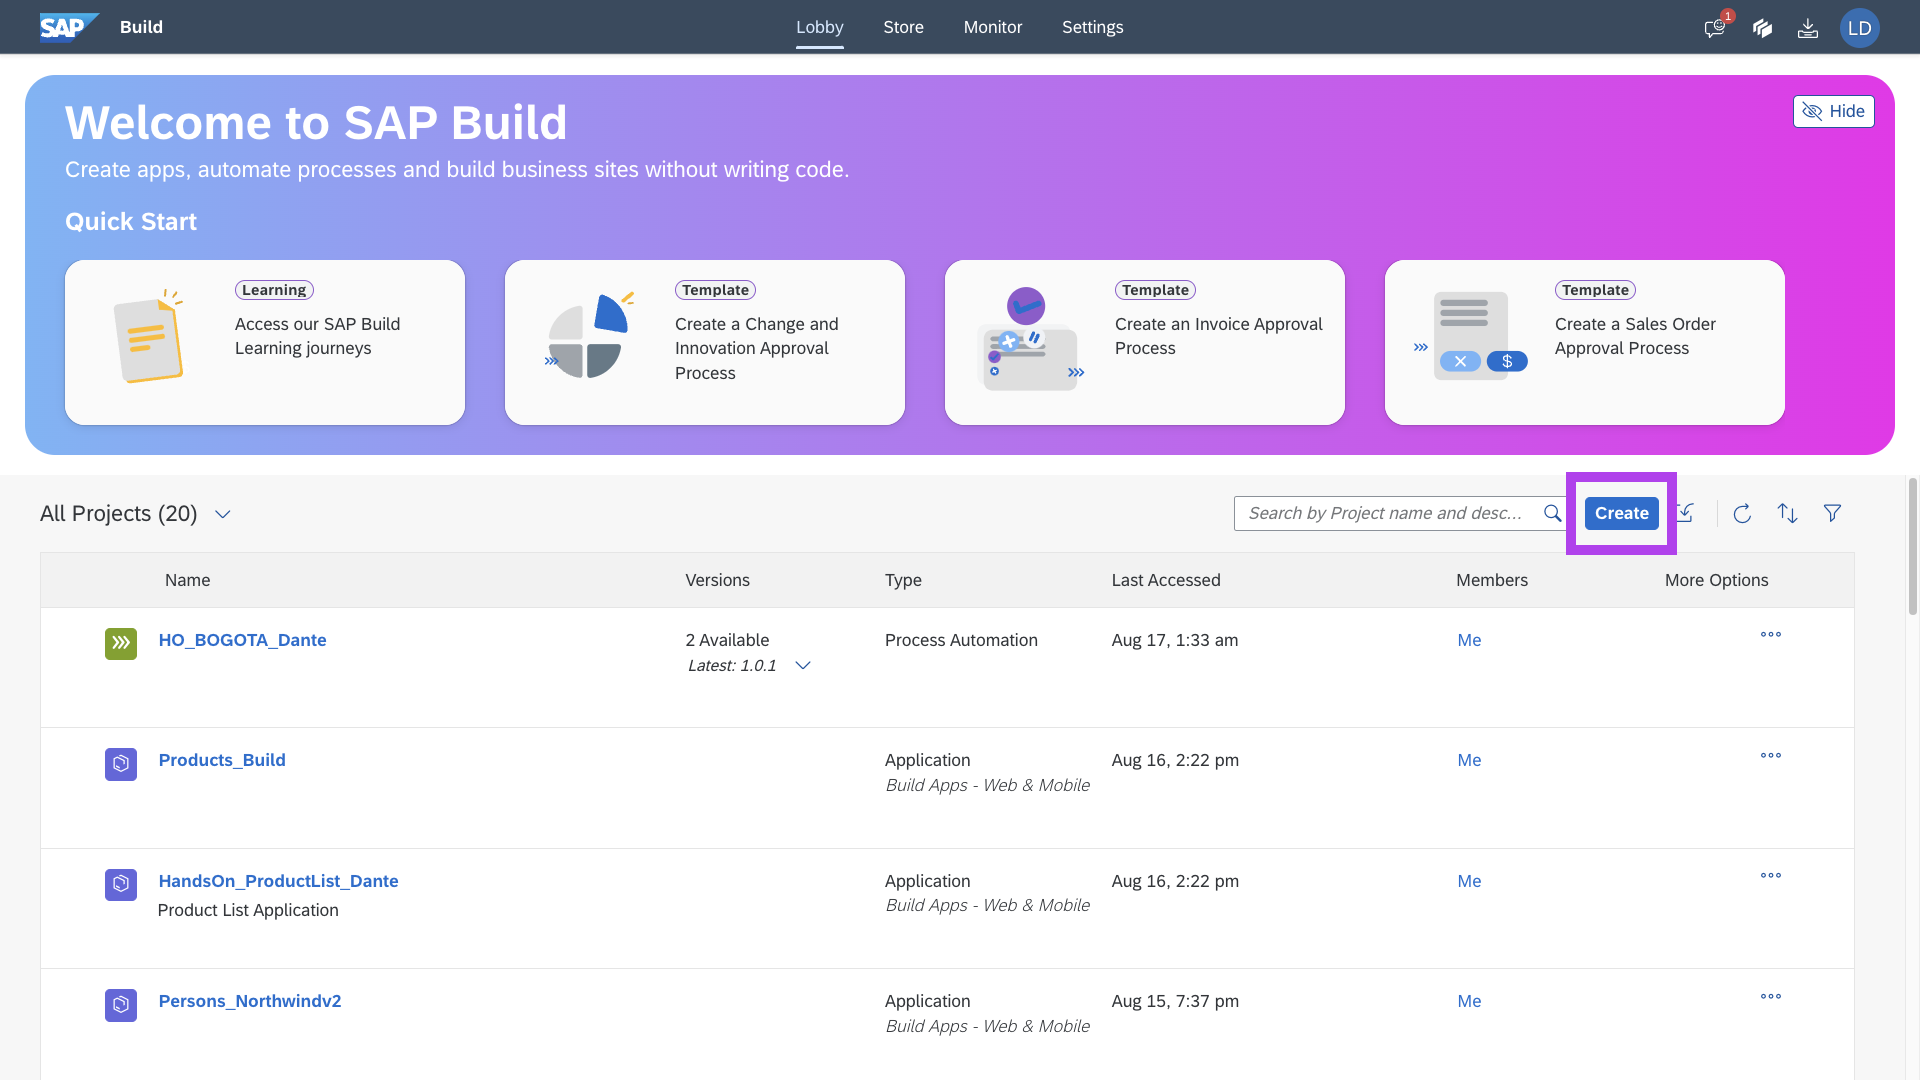 SAP Build
Lobby Store Monitor Settings
1
LD
Welcome to SAP Build
Hide
Create apps, automate processes and build business sites without writing code.
Quick Start
Learning
Access our SAP Build
Learning journeys
Template
Create a Change and
Innovation Approval
Process
Template
Create an Invoice Approval
Process
Template
Create a Sales Order
Approval Process
$
All Projects (20)
Search by Project name and desc...
Create
Name Versions Type Last Accessed Members More Options
HO_BOGOTA_Dante 2 Available Process Automation Aug 17, 1:33 am Me
Latest: 1.0.1
Products_Build Application Aug 16, 2:22 pm Me
Build Apps - Web & Mobile
HandsOn_ProductList_Dante Application Aug 16, 2:22 pm Me
Product List Application Build Apps - Web & Mobile
Persons_Northwindv2 Application Aug 15, 7:37 pm Me
Build Apps - Web & Mobile